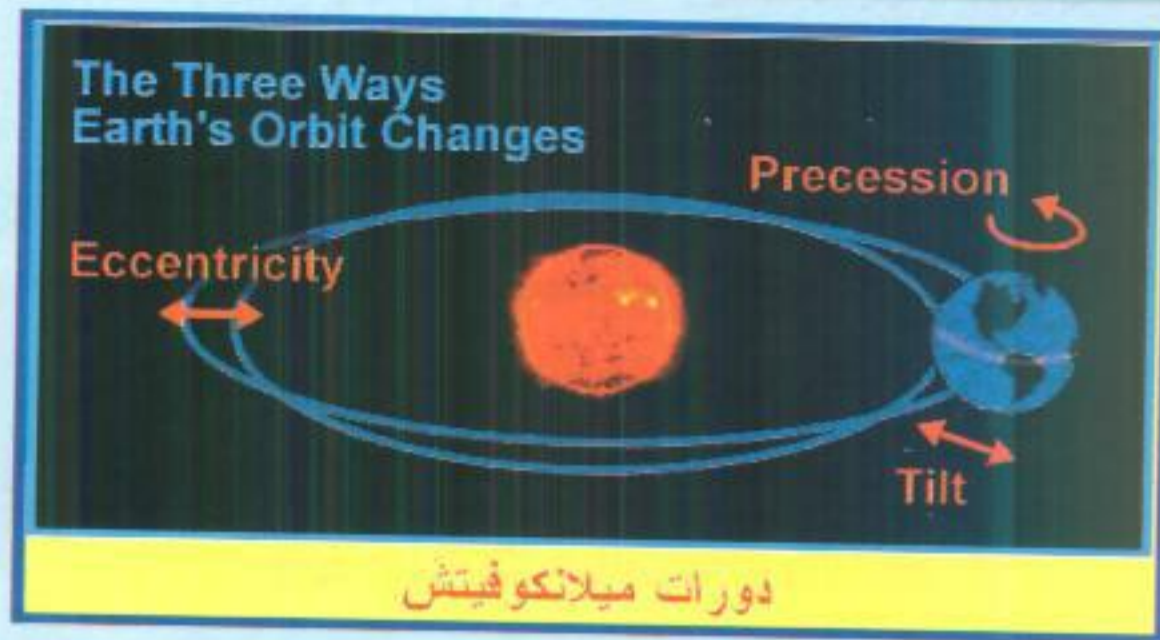 The Three Ways
Earth's Orbit Changes
Precession
Eccentricity
Tilt
دورات ميلانكوفيتش